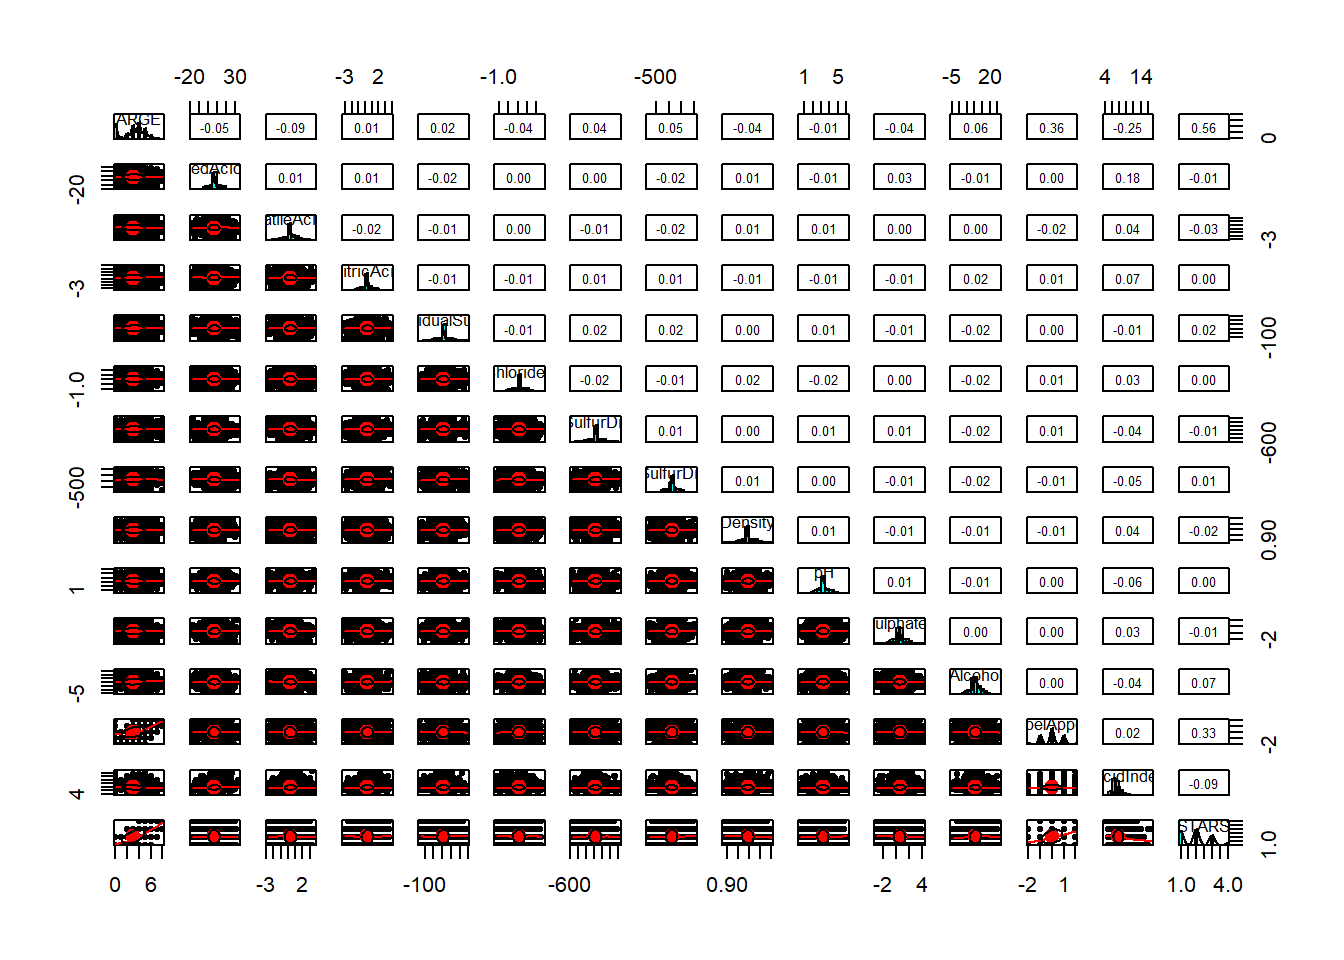 -20 30 -3 2 -1.0 -500 1 5 -5 20 4 14
ARGE -0.05 -0.09 0.01 0.02 -0.04 0.04 0.05 -0.04 -0.01 -0.04 0.06 0.36 -0.25 0.56 0
-20 edAcid 0.01 0.01 -0.02 0.00 0.00 -0.02 0.01 -0.01 0.03 -0.01 0.00 0.18 -0.01
atileAci -0.02 -0.01 0.00 -0.01 -0.02 0.01 0.01 0.00 0.00 -0.02 0.04 -0.03 -3
-3 itricAci -0.01 -0.01 0.01 0.01 -0.01 -0.01 -0.01 0.02 0.01 0.07 0.00
idualSu -0.01 0.02 0.02 0.00 0.01 -0.01 -0.02 0.00 -0.01 0.02 -100
-1.0 hloride -0.02 -0.01 0.02 -0.02 0.00 -0.02 0.01 0.03 0.00
SulfurDi 0.01 0.00 0.01 0.01 -0.02 0.01 -0.04 -0.01 -600
-500 SulfurDi 0.01 0.00 -0.01 -0.02 -0.01 -0.05 0.01
Density 0.01 -0.01 -0.01 -0.01 0.04 -0.02 0.90
1 pH 0.01 -0.01 0.00 -0.06 0.00
ulphate 0.00 0.00 0.03 -0.01 -2
-5 Alcohol 0.00 -0.04 0.07
pelAppe 0.02 0.33 -2
4 cidInde -0.09
STARS 1.0
0 6 -3 2 -100 -600 0.90 -2 4 -2 1 1.0 4.0